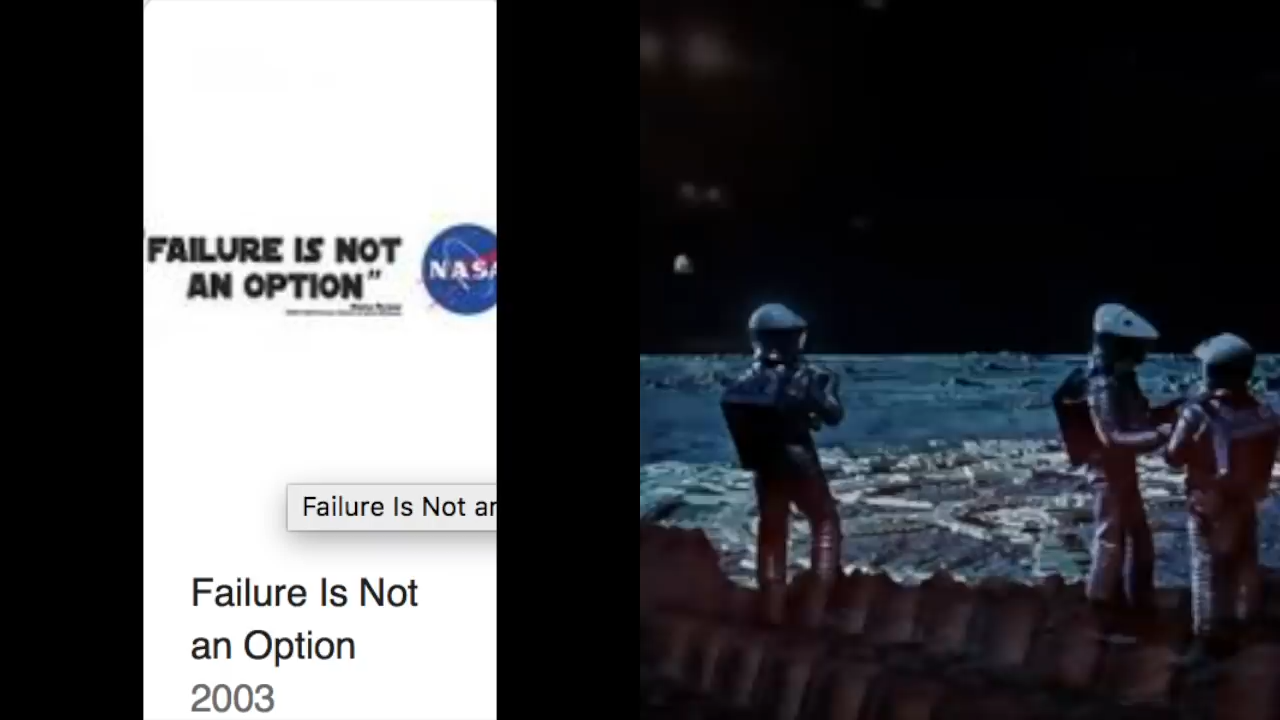 FAILURE IS NOT
AN OPTION”
NASA
Failure Is Not an
Failure Is Not
an Option
2003